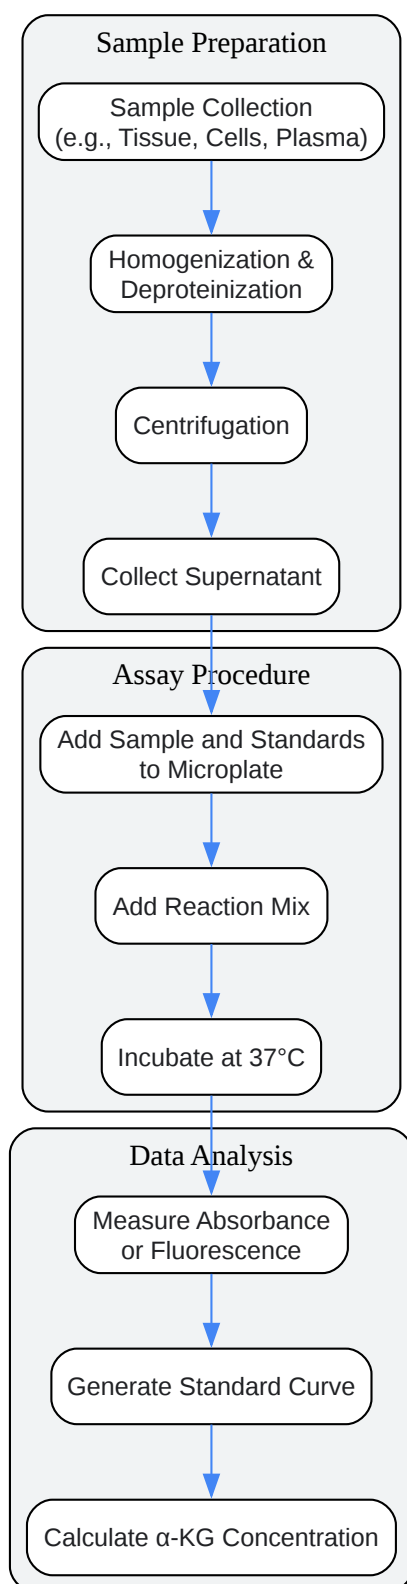 Sample Preparation
Sample Collection
(e.g., Tissue, Cells, Plasma)
Homogenization &
Deproteinization
Centrifugation
Collect Supernatant
Assay Procedure
Add Sample and Standards
to Microplate
Add Reaction Mix
Incubate at 37°C
Data Analysis
Measure Absorbance
or Fluorescence
Generate Standard Curve
Calculate α-KG Concentration